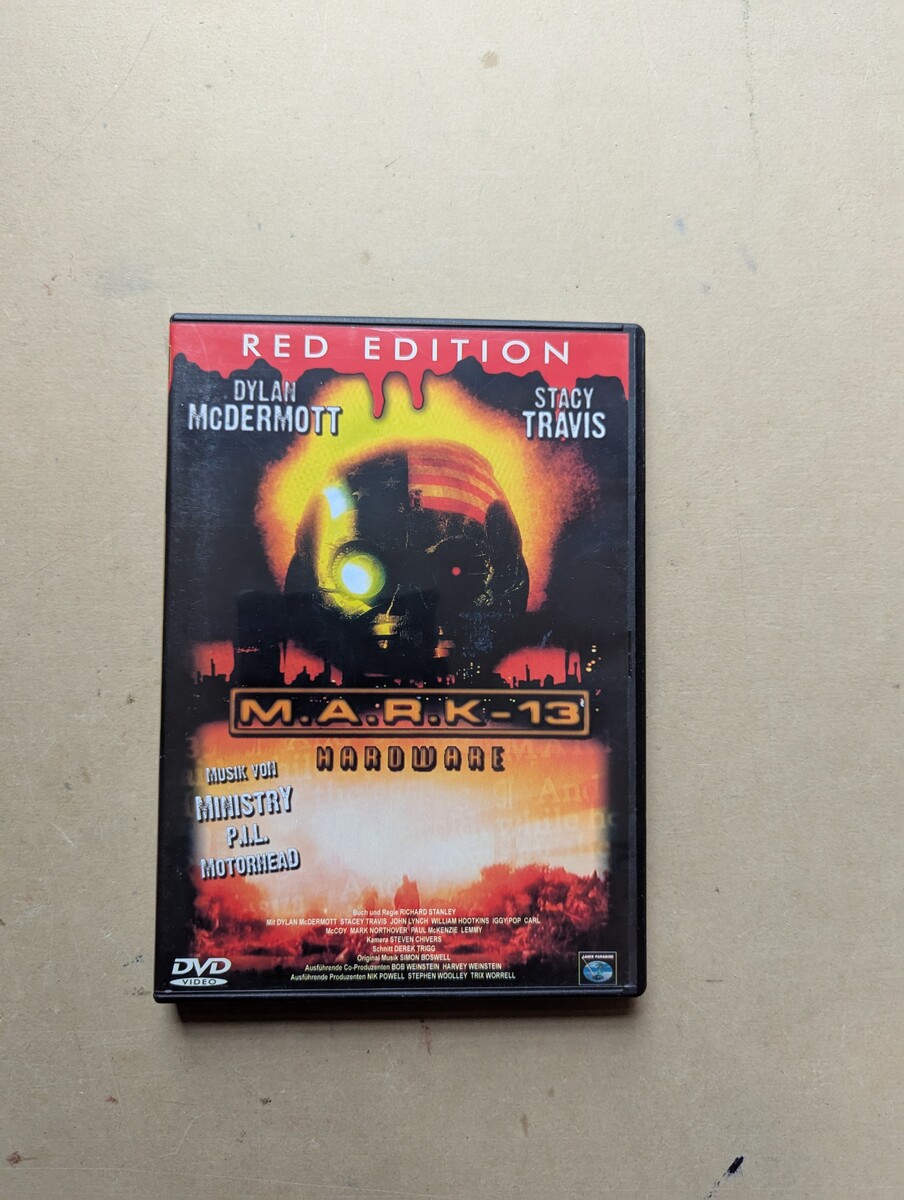 RED EDITION
DYLAN
McDERMOTT
STACY
TRAVIS
M.A.R.K-13
HARDWARE
MUSIK VON
MINISTRY
P.I.L.
MOTORHEAD
Buch und Regie RICHARD STANLEY
Mit DYLAN McDERMOTT STACEY TRAVIS JOHN LYNCH WILLIAM HOOTKINS IGGY POP CARL
McCOY MARK NORTHOVER PAUL McKENZIE LEMMY
Kamera STEVEN CHIVERS
Schnitt DEREK TRIGG
Original Musik SIMON BOSWELL
Ausführende Co-Produzenten BOB WEINSTEIN HARVEY WEINSTEIN
Ausführende Produzenten NIK POWELL STEPHEN WOOLLEY TRIX WORRELL
DVD
VIDEO
LASER PARADISE